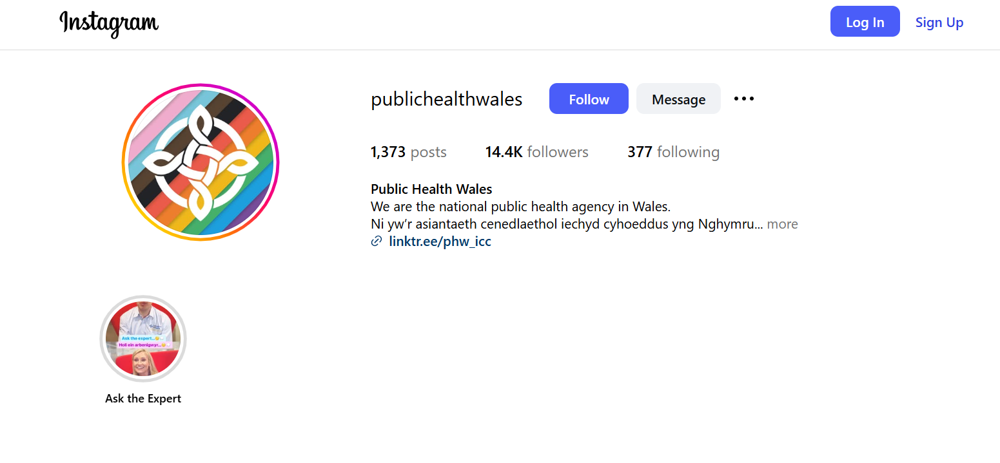 Instagram
Log In
Sign Up
publichealthwales
Follow
Message
1,373 posts
14.4K followers
377 following
Public Health Wales
We are the national public health agency in Wales.
Ni yw’r asiantaeth cenedlaethol iechyd cyhoeddus yng Nghymru... more
linktr.ee/phw_icc
Ask the expert...
Holi ein arbenigwyr...
Ask the Expert